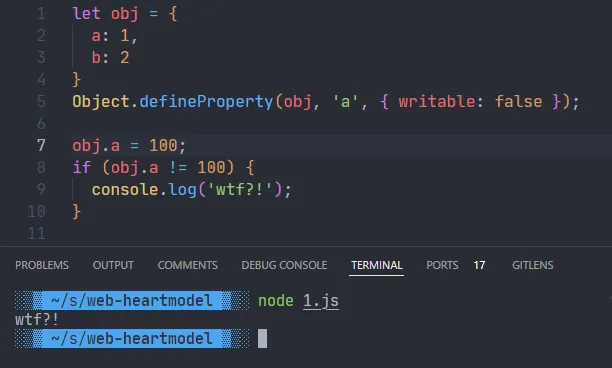 1 let obj = {
2   a: 1,
3   b: 2
4 }
5 Object.defineProperty(obj, 'a', { writable: false });
6
7 obj.a = 100;
8 if (obj.a != 100) {
9   console.log('wtf?!');
10 }
11
PROBLEMS OUTPUT COMMENTS DEBUG CONSOLE TERMINAL PORTS 17 GITLENS
~/s/web-heartmodel node 1.js
wtf?!
~/s/web-heartmodel